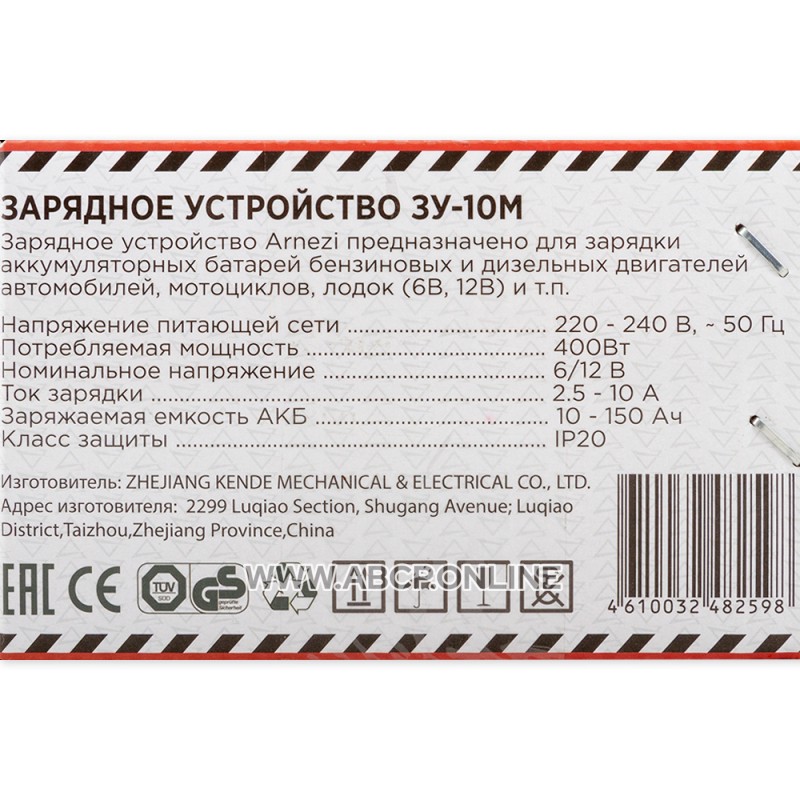 ЗАРЯДНОЕ УСТРОЙСТВО ЗУ-10М
Зарядное устройство Arnezi предназначено для зарядки
аккумуляторных батарей бензиновых и дизельных двигателей
автомобилей, мотоциклов, лодок (6В, 12В) и т.п.
Напряжение питающей сети ........ 220 - 240 В, ~ 50 Гц
Потребляемая мощность ........ 400Вт
Номинальное напряжение ........ 6/12 В
Ток зарядки ........ 2.5 - 10 А
Заряжаемая емкость АКБ ........ 10 - 150 Ач
Класс защиты ........ IP20
Изготовитель: ZHEJIANG KENDE MECHANICAL & ELECTRICAL CO., LTD.
Адрес изготовителя: 2299 Luqiao Section, Shugang Avenue; Luqiao
District,Taizhou,Zhejiang Province,China
EAC CE TÜV SÜD GS geprüfte Sicherheit
WWW.ABCP.ONLINE
4 610032 482598